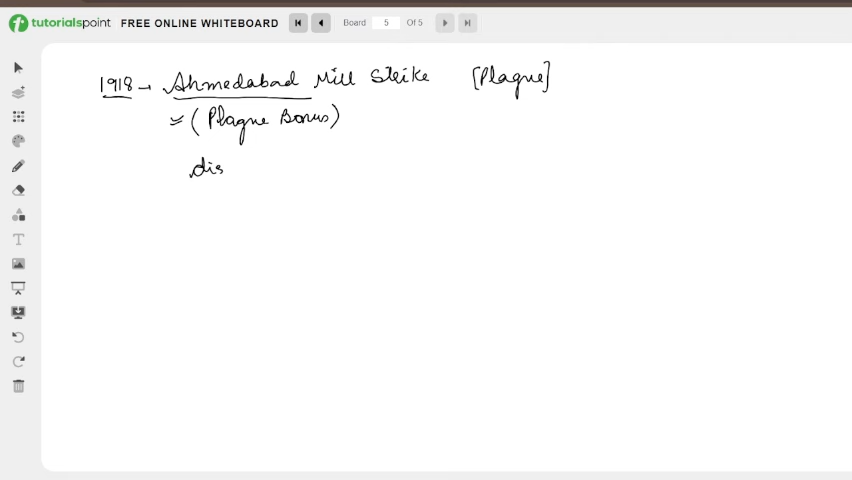 tutorialspoint FREE ONLINE WHITEBOARD Board 5 Of 5
1918 → Ahmedabad Mill Strike [Plague]
(Plague Bonus)
dis